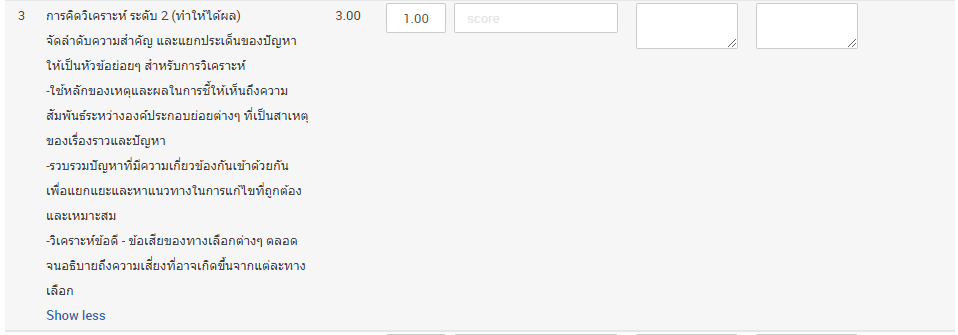 3 การคิดวิเคราะห์ ระดับ 2 (ทำให้ได้ผล) 3.00 1.00 score
จัดลำดับความสำคัญ และแยกประเด็นของปัญหา
ให้เป็นหัวข้อย่อยๆ สำหรับการวิเคราะห์
-ใช้หลักของเหตุและผลในการชี้ให้เห็นถึงความ
สัมพันธ์ระหว่างองค์ประกอบย่อยต่างๆ ที่เป็นสาเหตุ
ของเรื่องราวและปัญหา
-รวบรวมปัญหาที่มีความเกี่ยวข้องกันเข้าด้วยกัน
เพื่อแยกแยะและหาแนวทางในการแก้ไขที่ถูกต้อง
และเหมาะสม
-วิเคราะห์ข้อดี - ข้อเสียของทางเลือกต่างๆ ตลอด
จนอธิบายถึงความเสี่ยงที่อาจเกิดขึ้นจากแต่ละทาง
เลือก
Show less